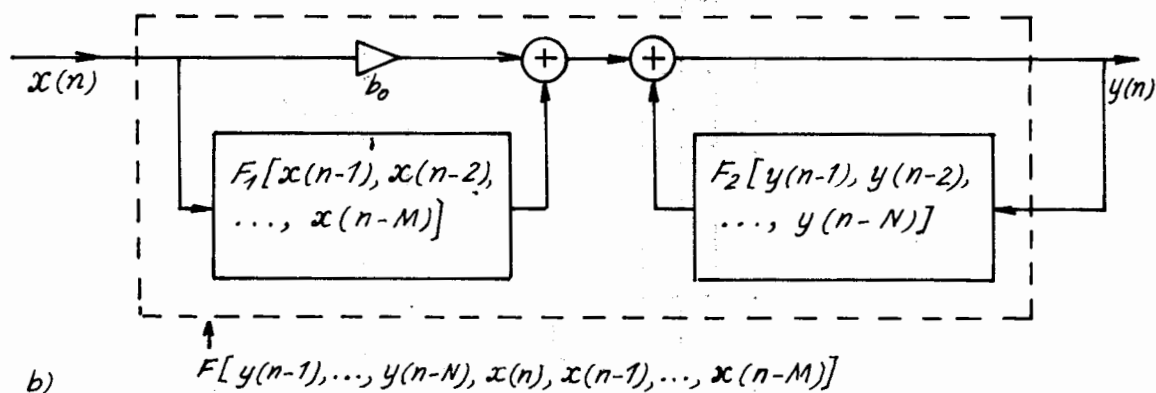 x(n)
b₀
+
+
y(n)
F₁[x(n-1), x(n-2),
..., x(n-M)]
F₂[y(n-1), y(n-2),
..., y(n-N)]
b)
F[y(n-1),..., y(n-N), x(n), x(n-1),..., x(n-M)]